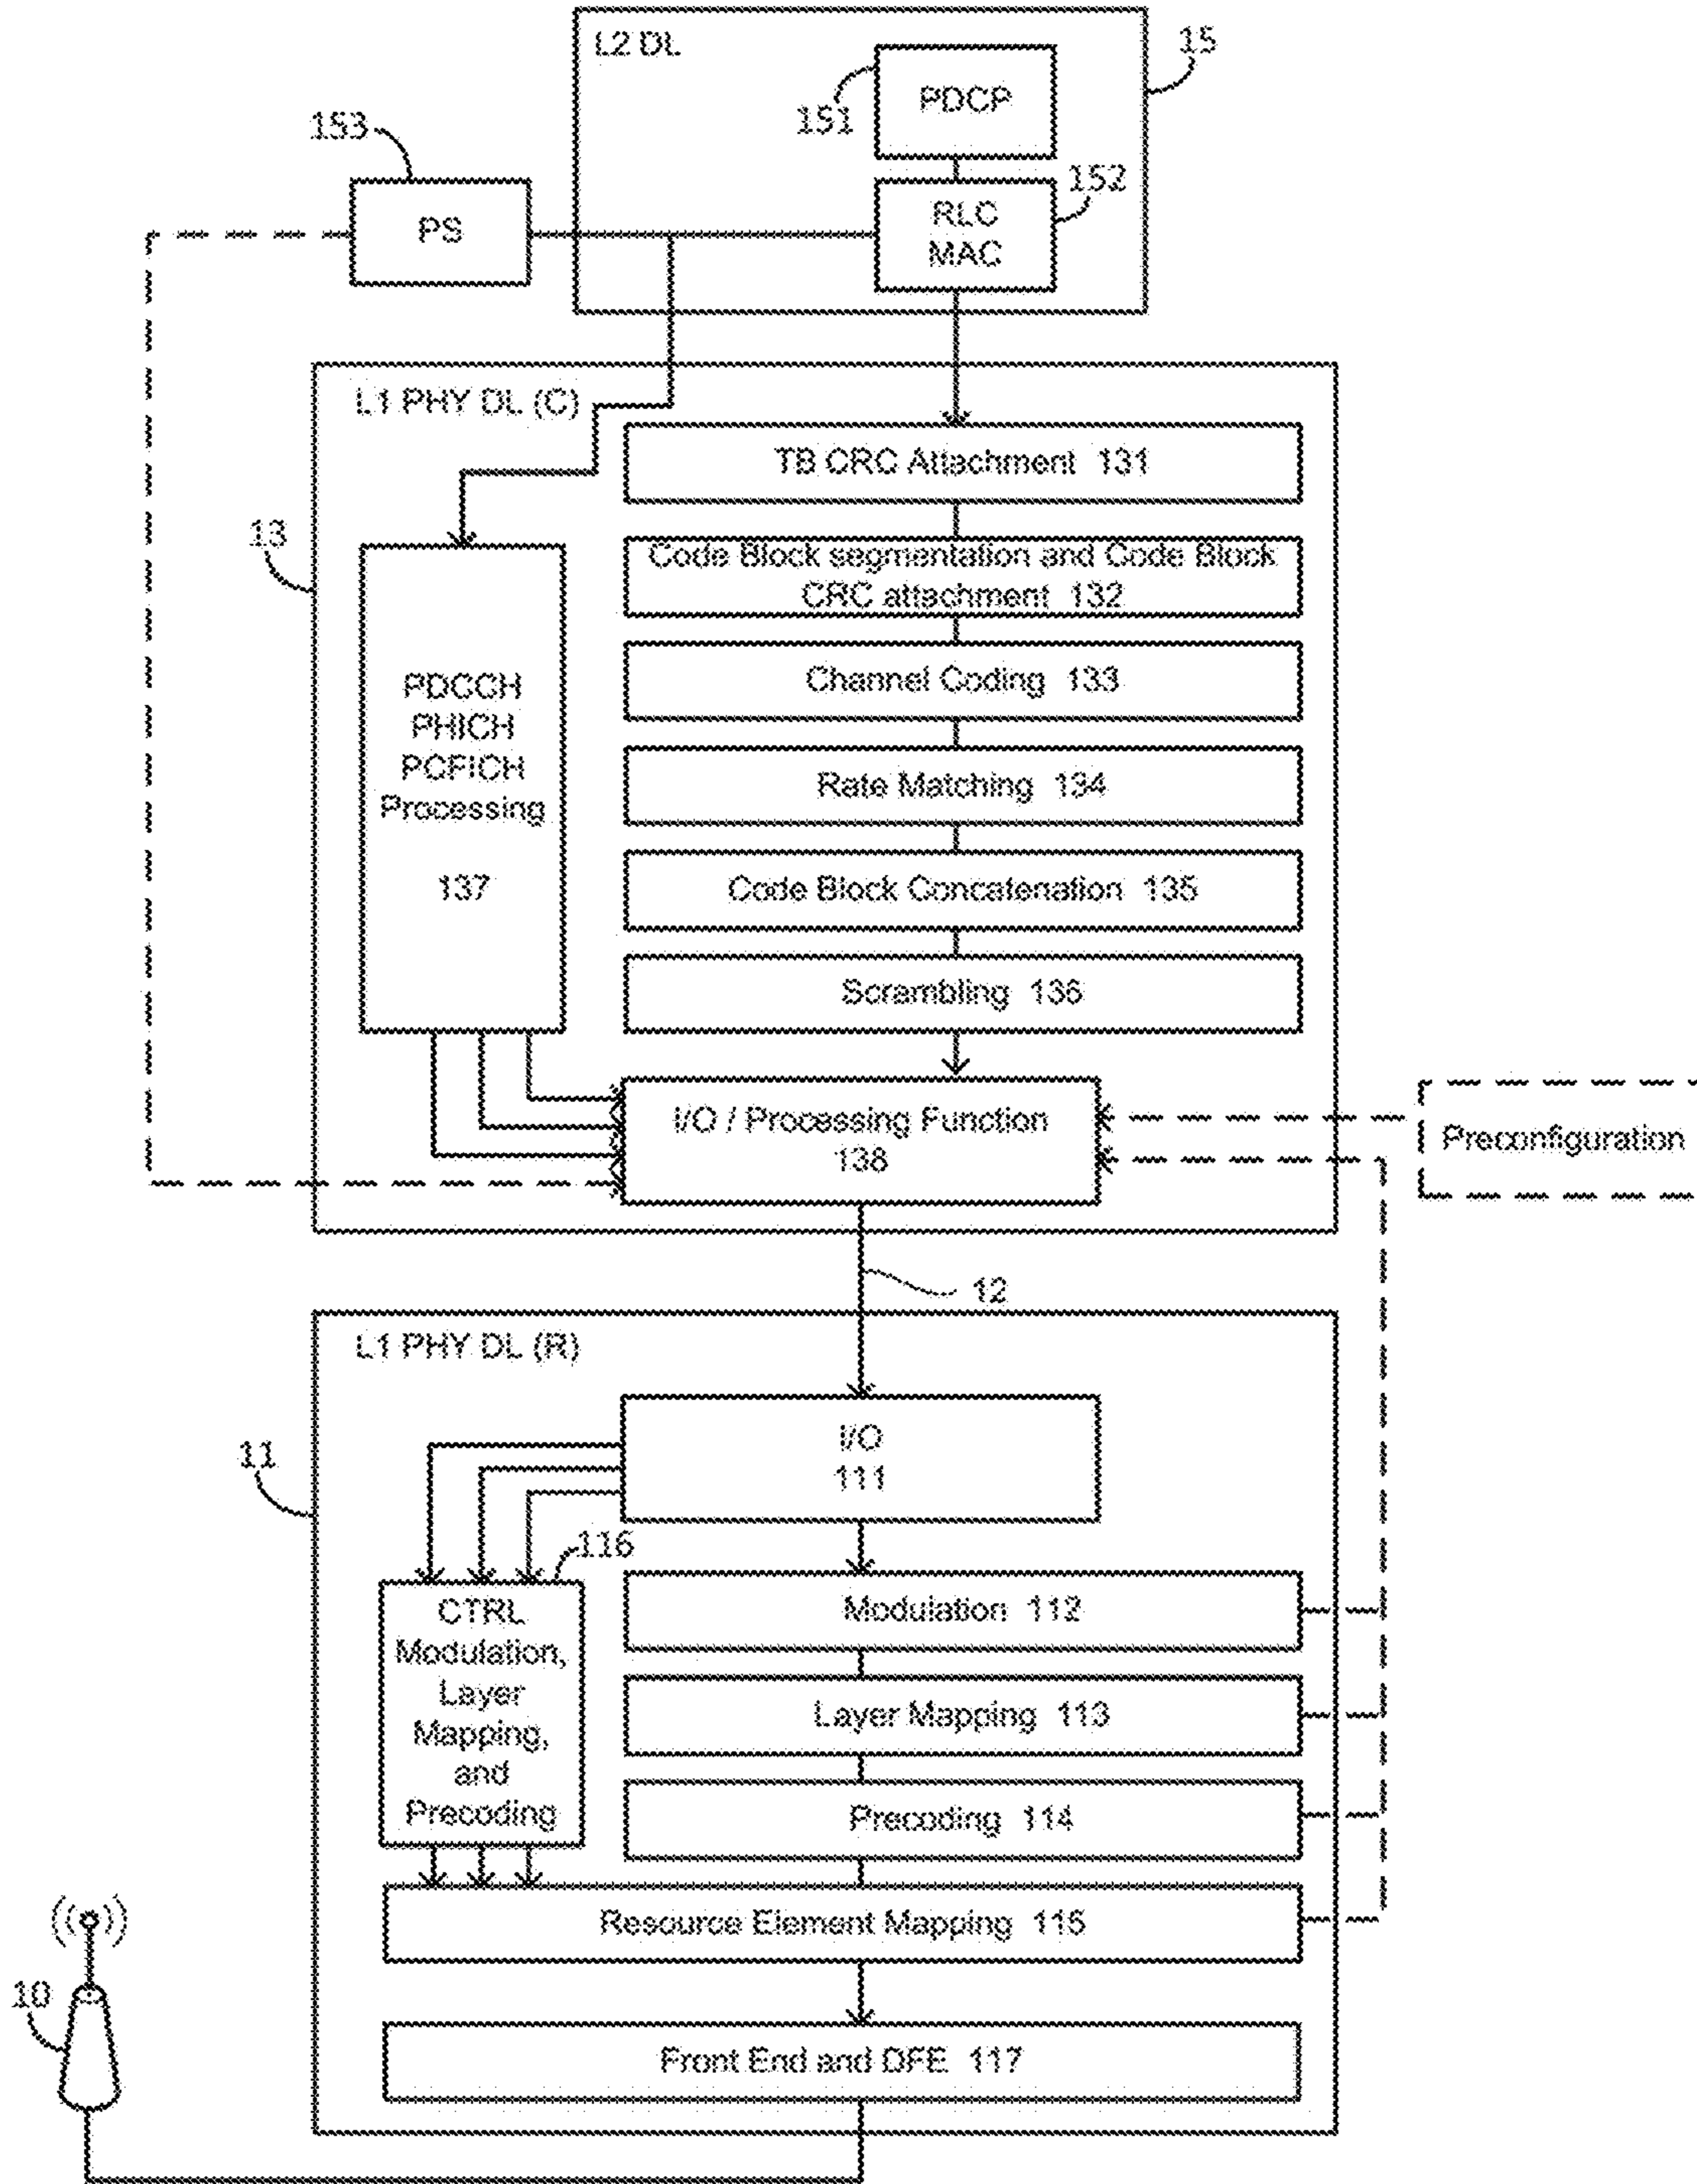 L2 DL
15
PDCP
151
153
152
PS
RLC
MAC
L1 PHY DL (C)
TB CRC Attachment 131
13
Code Block segmentation and Code Block
CRC attachment 132
Channel Coding 133
PDCCH
PHICH
PCFICH
Processing
137
Rate Matching 134
Code Block Concatenation 135
Scrambling 136
I/O / Processing Function
138
Preconfiguration
12
L1 PHY DL (R)
I/O
111
11
116
CTRL
Modulation,
Layer
Mapping,
and
Precoding
Modulation 112
Layer Mapping 113
Precoding 114
Resource Element Mapping 115
10
Front End and DFE 117